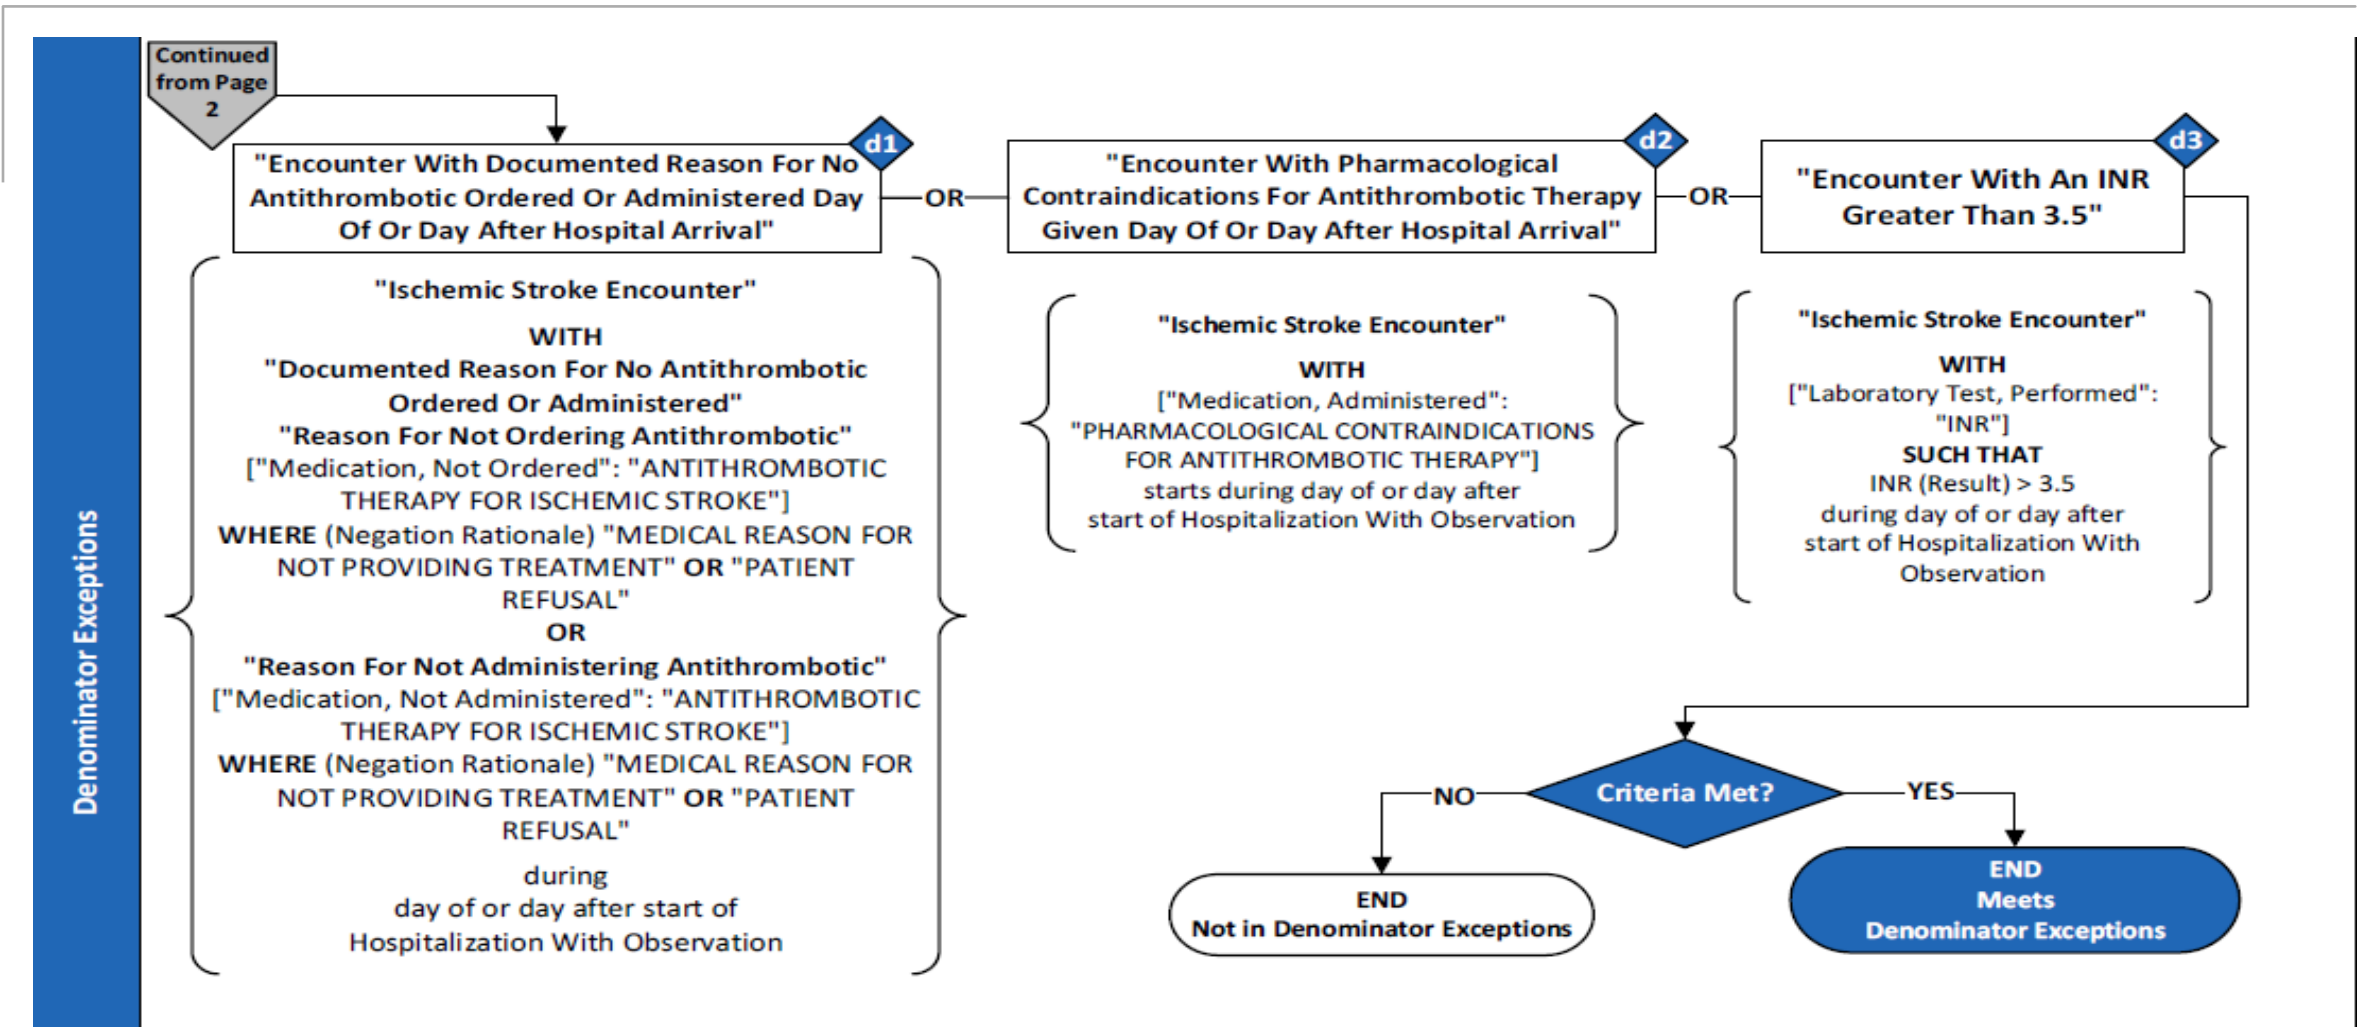 Denominator Exceptions
Continued
from Page
2
d1
"Encounter With Documented Reason For No
Antithrombotic Ordered Or Administered Day
Of Or Day After Hospital Arrival"
OR
d2
"Encounter With Pharmacological
Contraindications For Antithrombotic Therapy
Given Day Of Or Day After Hospital Arrival"
OR
d3
"Encounter With An INR
Greater Than 3.5"
"Ischemic Stroke Encounter"
WITH
"Documented Reason For No Antithrombotic
Ordered Or Administered"
"Reason For Not Ordering Antithrombotic"
["Medication, Not Ordered": "ANTITHROMBOTIC
THERAPY FOR ISCHEMIC STROKE"]
WHERE (Negation Rationale) "MEDICAL REASON FOR
NOT PROVIDING TREATMENT" OR "PATIENT
REFUSAL"
OR
"Reason For Not Administering Antithrombotic"
["Medication, Not Administered": "ANTITHROMBOTIC
THERAPY FOR ISCHEMIC STROKE"]
WHERE (Negation Rationale) "MEDICAL REASON FOR
NOT PROVIDING TREATMENT" OR "PATIENT
REFUSAL"
during
day of or day after start of
Hospitalization With Observation
"Ischemic Stroke Encounter"
WITH
["Medication, Administered":
"PHARMACOLOGICAL CONTRAINDICATIONS
FOR ANTITHROMBOTIC THERAPY"]
starts during day of or day after
start of Hospitalization With Observation
"Ischemic Stroke Encounter"
WITH
["Laboratory Test, Performed":
"INR"]
SUCH THAT
INR (Result) > 3.5
during day of or day after
start of Hospitalization With
Observation
Criteria Met?
NO
YES
END
Not in Denominator Exceptions
END
Meets
Denominator Exceptions